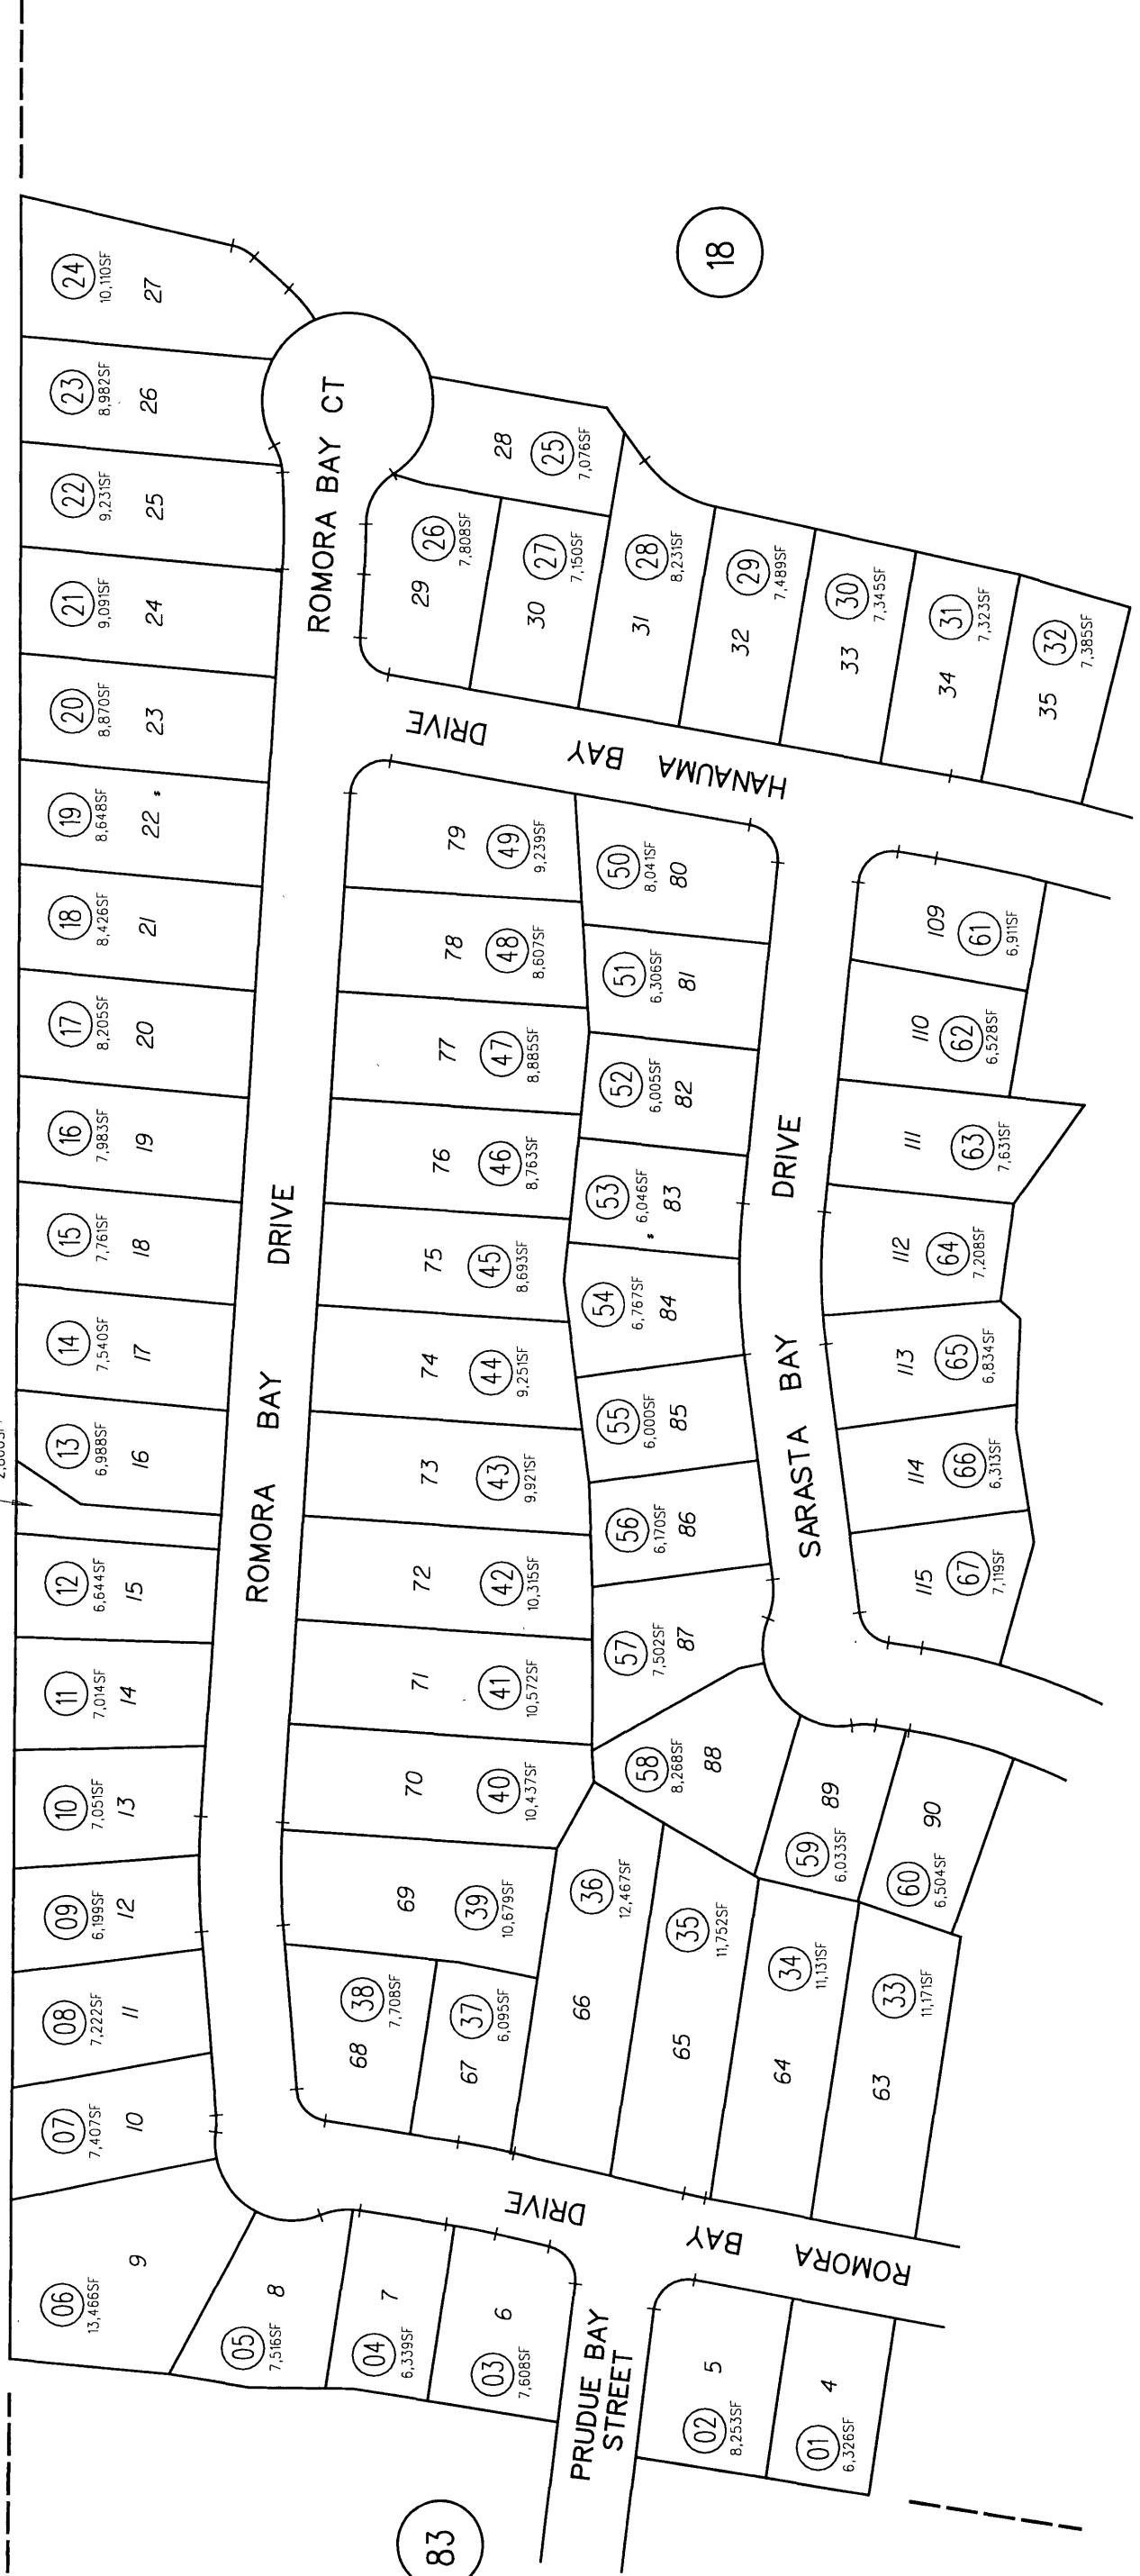 24
10,110SF
27
23
8,982SF
26
22
9,231SF
25
21
9,091SF
24
20
8,870SF
23
19
8,648SF
22
18
8,426SF
21
17
8,205SF
20
16
7,983SF
19
15
7,761SF
18
14
7,540SF
17
13
6,988SF
16
12
6,644SF
15
11
7,014SF
14
10
7,051SF
13
09
6,199SF
12
08
7,222SF
11
07
7,407SF
10
06
13,466SF
9
05
7,516SF
8
04
6,339SF
7
03
7,608SF
6
02
8,253SF
5
01
6,326SF
4
83
18
ROMORA BAY CT
ROMORA BAY DRIVE
28
25
7,076SF
29
26
7,808SF
30
27
7,150SF
31
28
8,231SF
32
29
7,489SF
33
30
7,345SF
34
31
7,323SF
35
32
7,385SF
HANAUMA BAY DRIVE
79
49
9,239SF
78
48
8,607SF
77
47
8,885SF
76
46
8,763SF
75
45
8,693SF
74
44
9,251SF
73
43
9,921SF
72
42
10,315SF
71
41
10,572SF
70
40
10,437SF
69
39
10,679SF
68
38
7,708SF
67
37
6,095SF
66
36
12,467SF
65
35
11,752SF
64
34
11,131SF
63
33
11,171SF
50
8,041SF
80
51
6,306SF
81
52
6,005SF
82
53
6,046SF
83
54
6,767SF
84
55
6,000SF
85
56
6,170SF
86
57
7,502SF
87
58
8,268SF
88
89
59
6,033SF
90
60
6,504SF
SARASTA BAY DRIVE
109
61
6,911SF
110
62
6,528SF
111
63
7,631SF
112
64
7,208SF
113
65
6,834SF
114
66
6,313SF
115
67
7,119SF
ROMORA BAY DRIVE
PRUDUE BAY
STREET